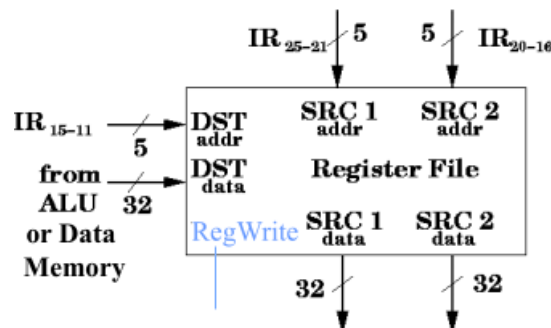 IR25-21 5 5 IR20-16
IR15-11 5 DST addr SRC 1 addr SRC 2 addr
from ALU or Data Memory 32 DST data Register File
RegWrite SRC 1 data SRC 2 data
32 32